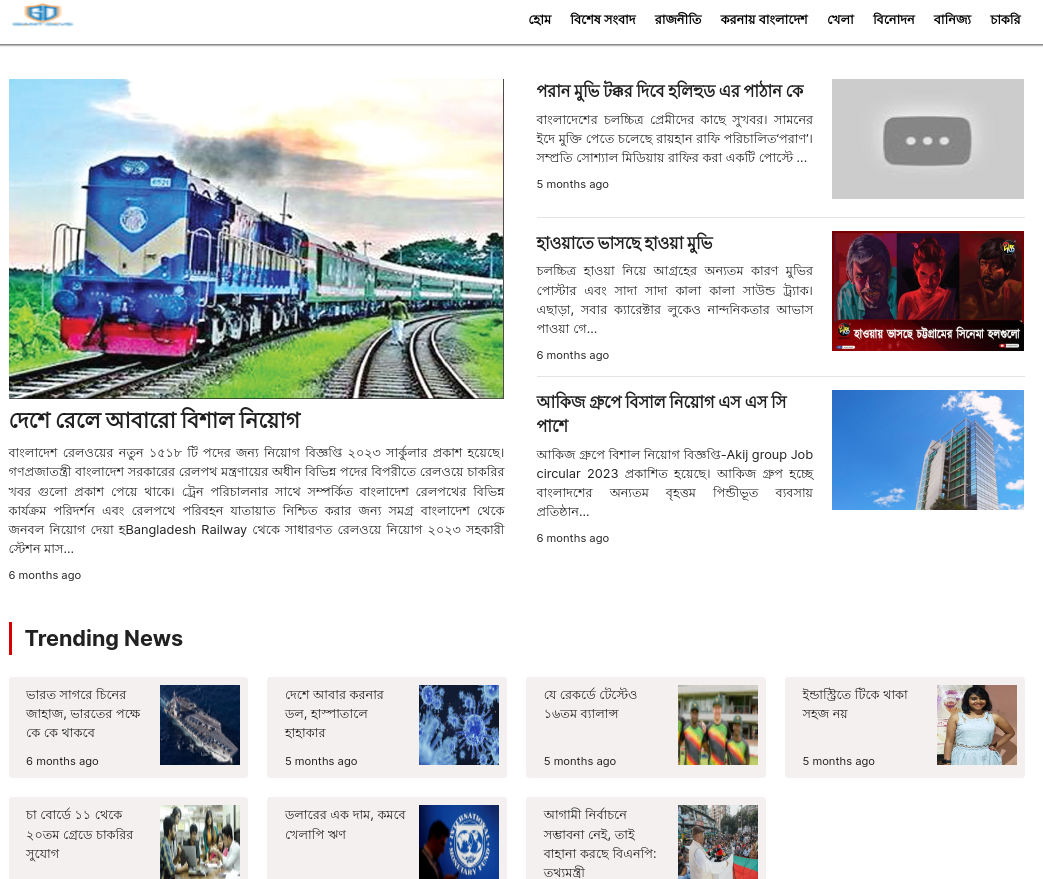 হোম বিশেষ সংবাদ রাজনীতি করনায় বাংলাদেশ খেলা বিনোদন বানিজ্য চাকরি
দেশে রেলে আবারো বিশাল নিয়োগ
বাংলাদেশ রেলওয়ের নতুন ১৫১৮ টি পদের জন্য নিয়োগ বিজ্ঞপ্তি ২০২৩ সার্কুলার প্রকাশ হয়েছে।
গণপ্রজাতন্ত্রী বাংলাদেশ সরকারের রেলপথ মন্ত্রণায়ের অধীন বিভিন্ন পদের বিপরীতে রেলওয়ে চাকরির
খবর গুলো প্রকাশ পেয়ে থাকে। ট্রেন পরিচালনার সাথে সম্পর্কিত বাংলাদেশ রেলপথের বিভিন্ন
কার্যক্রম পরিদর্শন এবং রেলপথে পরিবহন যাতায়াত নিশ্চিত করার জন্য সমগ্র বাংলাদেশ থেকে
জনবল নিয়োগ দেয়া হBangladesh Railway থেকে সাধারণত রেলওয়ে নিয়োগ ২০২৩ সহকারী
স্টেশন মাস...
6 months ago
পরান মুভি টক্কর দিবে হলিহুড এর পাঠান কে
বাংলাদেশের চলচ্চিত্র প্রেমীদের কাছে সুখবর। সামনের
ইদে মুক্তি পেতে চলেছে রায়হান রাফি পরিচালিত‘পরাণ’।
সম্প্রতি সোশ্যাল মিডিয়ায় রাফির করা একটি পোস্টে ...
5 months ago
হাওয়াতে ভাসছে হাওয়া মুভি
চলচ্চিত্র হাওয়া নিয়ে আগ্রহের অন্যতম কারণ মুভির
পোস্টার এবং সাদা সাদা কালা কালা সাউন্ড ট্র্যাক।
এছাড়া, সবার ক্যারেক্টার লুকেও নান্দনিকতার আভাস
পাওয়া গে...
6 months ago
হাওয়ায় ভাসছে চট্টগ্রামের সিনেমা হলগুলো
আকিজ গ্রুপে বিসাল নিয়োগ এস এস সি
পাশে
আকিজ গ্রুপে বিশাল নিয়োগ বিজ্ঞপ্তি-Akij group Job
circular 2023 প্রকাশিত হয়েছে। আকিজ গ্রুপ হচ্ছে
বাংলাদশের অন্যতম বৃহত্তম পিন্ডীভূত ব্যবসায়
প্রতিষ্ঠান...
6 months ago
Trending News
ভারত সাগরে চিনের
জাহাজ, ভারতের পক্ষে
কে কে থাকবে
6 months ago
দেশে আবার করনার
ডল, হাস্পাতালে
হাহাকার
5 months ago
যে রেকর্ডে টেস্টেও
১৬তম ব্যালান্স
5 months ago
ইন্ডাস্ট্রিতে টিকে থাকা
সহজ নয়
5 months ago
চা বোর্ডে ১১ থেকে
২০তম গ্রেডে চাকরির
সুযোগ
ডলারের এক দাম, কমবে
খেলাপি ঋণ
আগামী নির্বাচনে
সম্ভাবনা নেই, তাই
বাহানা করছে বিএনপি:
তথ্যমন্ত্রী